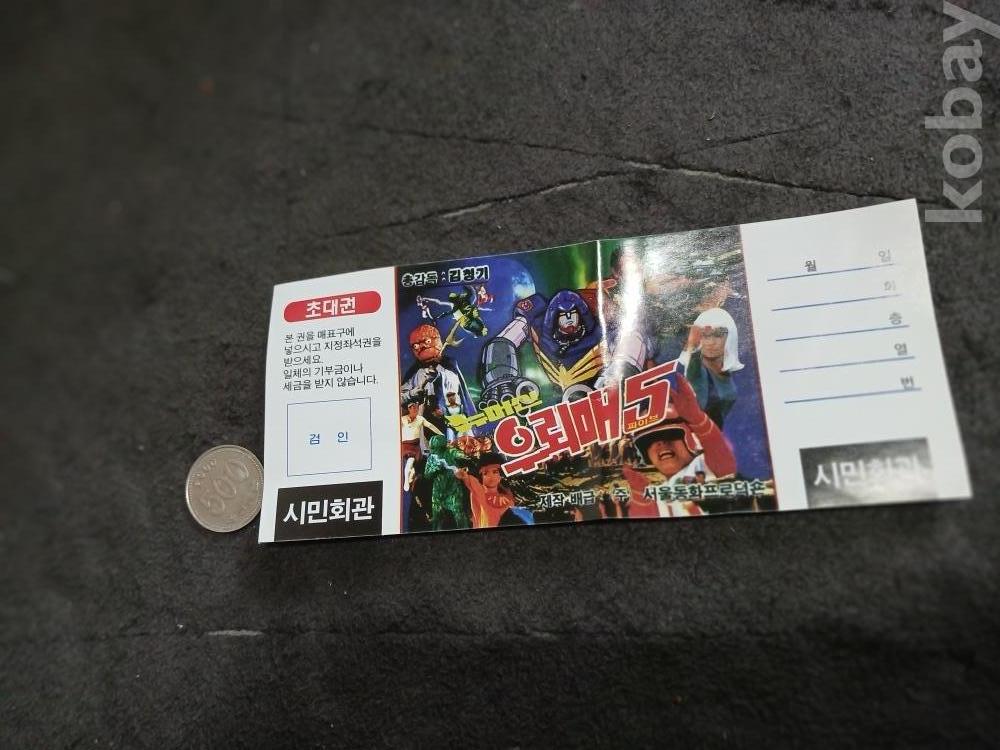 kobay
초대권
본 권을 매표구에
넣으시고 지정좌석권을
받으세요.
일체의 기부금이나
세금을 받지 않습니다.
검 인
시민회관
총감독 : 김청기
뉴머신
우뢰매5
파이브
제작·배급 주 서울동화프로덕숀
월 일
회
층
열
번
시민회관
500